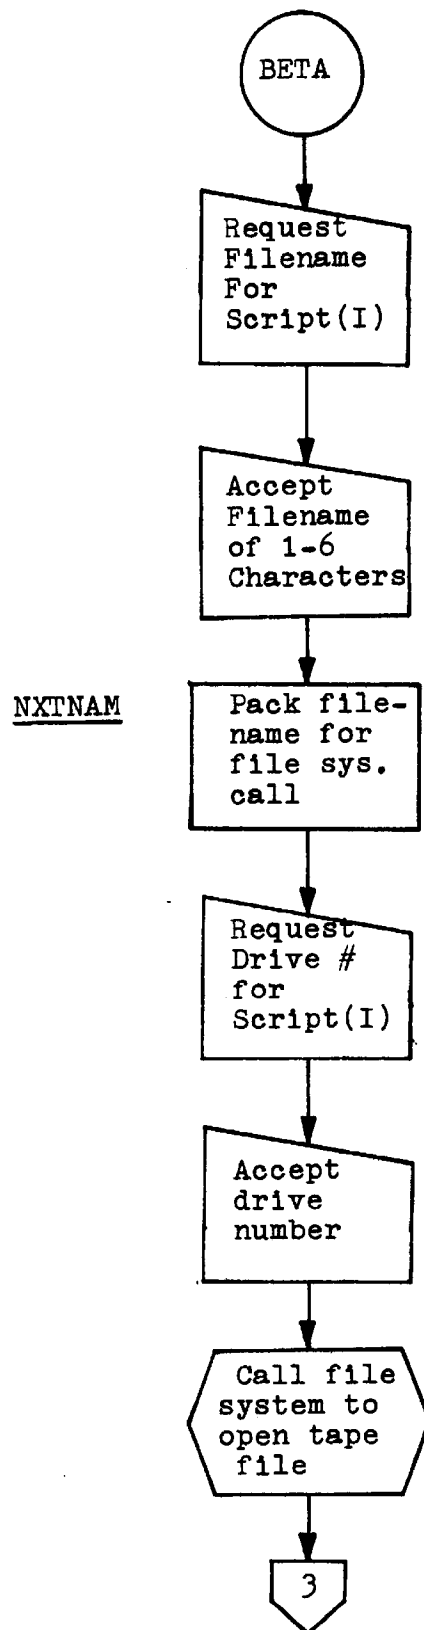 BETA
Request
Filename
For
Script(I)
Accept
Filename
of 1-6
Characters
NXTNAM
Pack file-
name for
file sys.
call
Request
Drive #
for
Script(I)
Accept
drive
number
Call file
system to
open tape
file
3